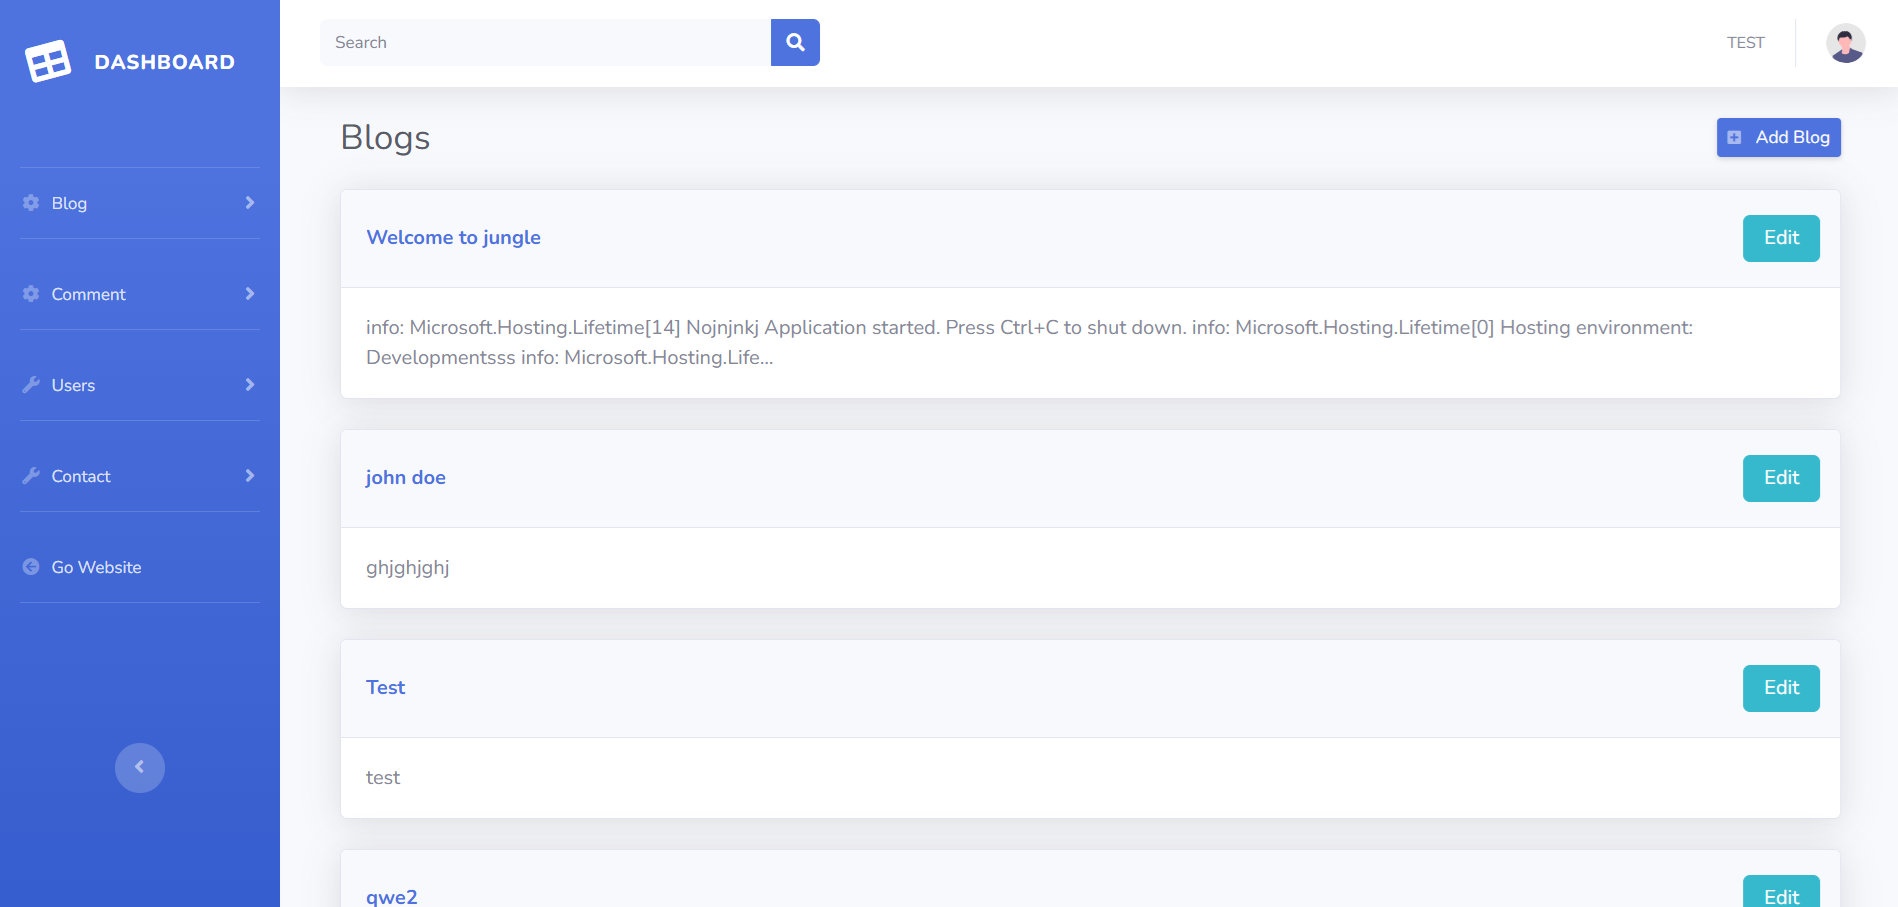 DASHBOARD
Blog
Comment
Users
Contact
Go Website
Search
TEST
Blogs
Add Blog
Welcome to jungle
Edit
info: Microsoft.Hosting.Lifetime[14] Nojnjnkj Application started. Press Ctrl+C to shut down. info: Microsoft.Hosting.Lifetime[0] Hosting environment:
Developmentsss info: Microsoft.Hosting.Life...
john doe
Edit
ghjghjghj
Test
Edit
test
qwe2
Edit